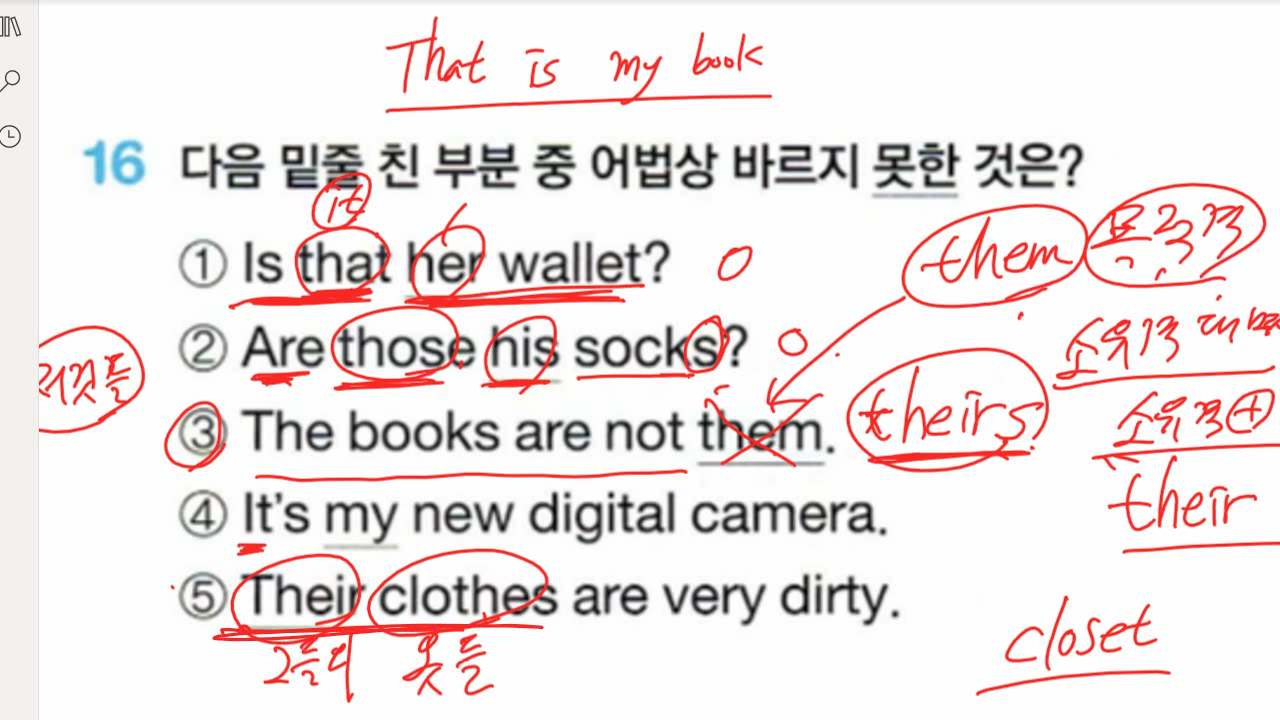 That is my book
16 다음 밑줄 친 부분 중 어법상 바르지 못한 것은?
it
① Is that her wallet? O
② Are those his socks? O
저것들
③ The books are not them.
them 목적격
theirs
소유격 대명
소유격 +
their
④ It's my new digital camera.
⑤ Their clothes are very dirty.
그들의 옷들
closet